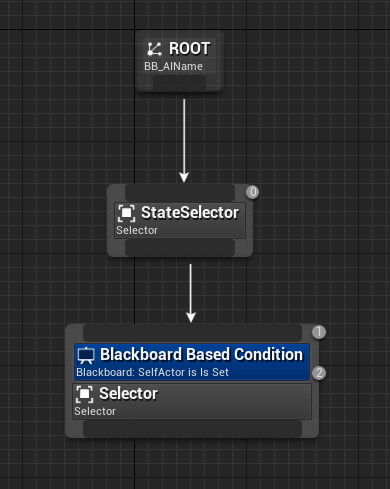 ROOT
BB_AIName
0
StateSelector
Selector
1
Blackboard Based Condition
Blackboard: SelfActor is Is Set
2
Selector
Selector